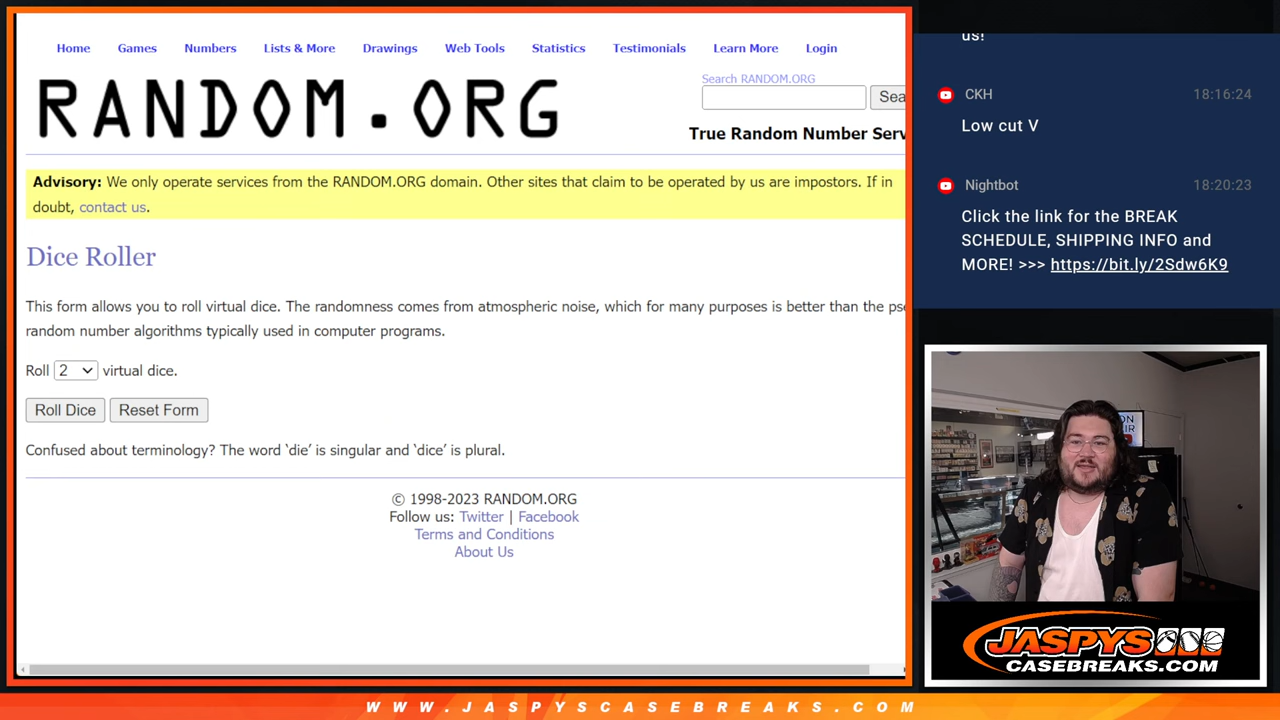 Home Games Numbers Lists & More Drawings Web Tools Statistics Testimonials Learn More Login
RANDOM.ORG
Search RANDOM.ORG
Sea
True Random Number Serv
Advisory: We only operate services from the RANDOM.ORG domain. Other sites that claim to be operated by us are impostors. If in
doubt, contact us.
Dice Roller
This form allows you to roll virtual dice. The randomness comes from atmospheric noise, which for many purposes is better than the pse
random number algorithms typically used in computer programs.
Roll 2 virtual dice.
Roll Dice Reset Form
Confused about terminology? The word ‘die’ is singular and ‘dice’ is plural.
© 1998-2023 RANDOM.ORG
Follow us: Twitter | Facebook
Terms and Conditions
About Us
us!
CKH 18:16:24
Low cut V
Nightbot 18:20:23
Click the link for the BREAK
SCHEDULE, SHIPPING INFO and
MORE! >>> https://bit.ly/2Sdw6K9
JASPYS
CASEBREAKS.COM
WWW.JASPYSCASEBREAKS.COM